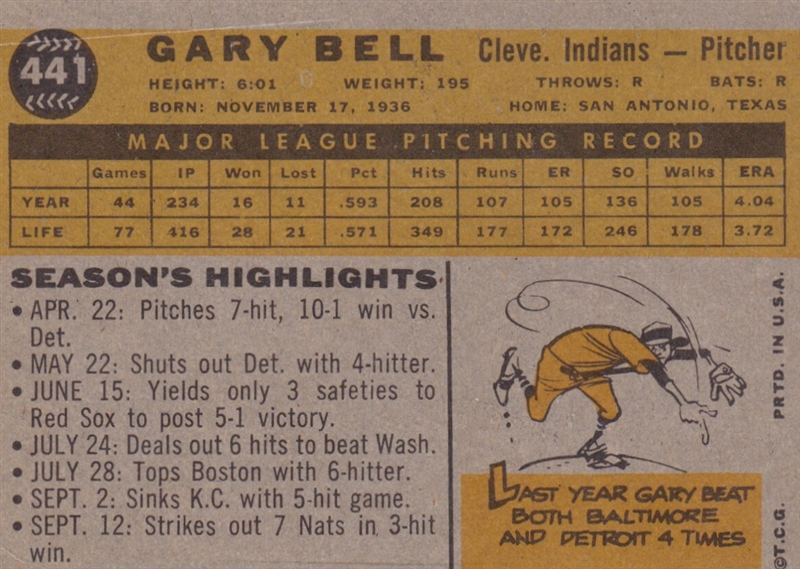 441
GARY BELL Cleve. Indians — Pitcher
HEIGHT: 6:01 WEIGHT: 195 THROWS: R BATS: R
BORN: NOVEMBER 17, 1936 HOME: SAN ANTONIO, TEXAS
MAJOR LEAGUE PITCHING RECORD
Games IP Won Lost Pct Hits Runs ER SO Walks ERA
YEAR 44 234 16 11 .593 208 107 105 136 105 4.04
LIFE 77 416 28 21 .571 349 177 172 246 178 3.72
SEASON'S HIGHLIGHTS
• APR. 22: Pitches 7-hit, 10-1 win vs.
Det.
• MAY 22: Shuts out Det. with 4-hitter.
• JUNE 15: Yields only 3 safeties to
Red Sox to post 5-1 victory.
• JULY 24: Deals out 6 hits to beat Wash.
• JULY 28: Tops Boston with 6-hitter.
• SEPT. 2: Sinks K.C. with 5-hit game.
• SEPT. 12: Strikes out 7 Nats in 3-hit
win.
LAST YEAR GARY BEAT
BOTH BALTIMORE
AND DETROIT 4 TIMES
©T.C.G. PRTD. IN U.S.A.